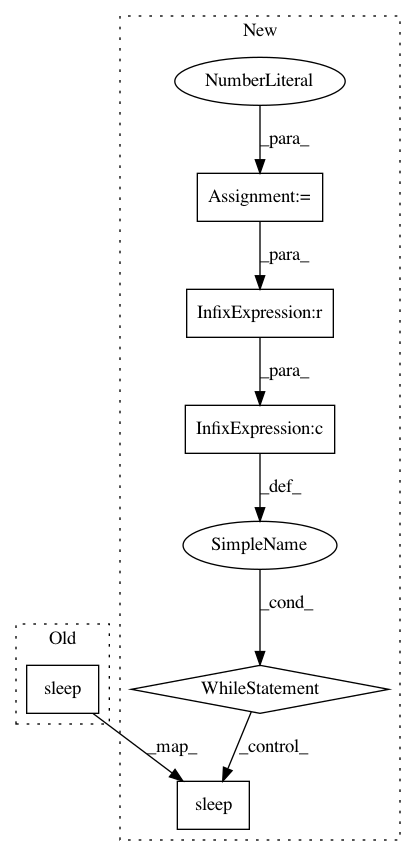 New
NumberLiteral
_para_
Assignment:=
_para_
InfixExpression:r
_para_
InfixExpression:c
_def_
SimpleName
_cond_
Old
WhileStatement
sleep
_map_
_control_
sleep